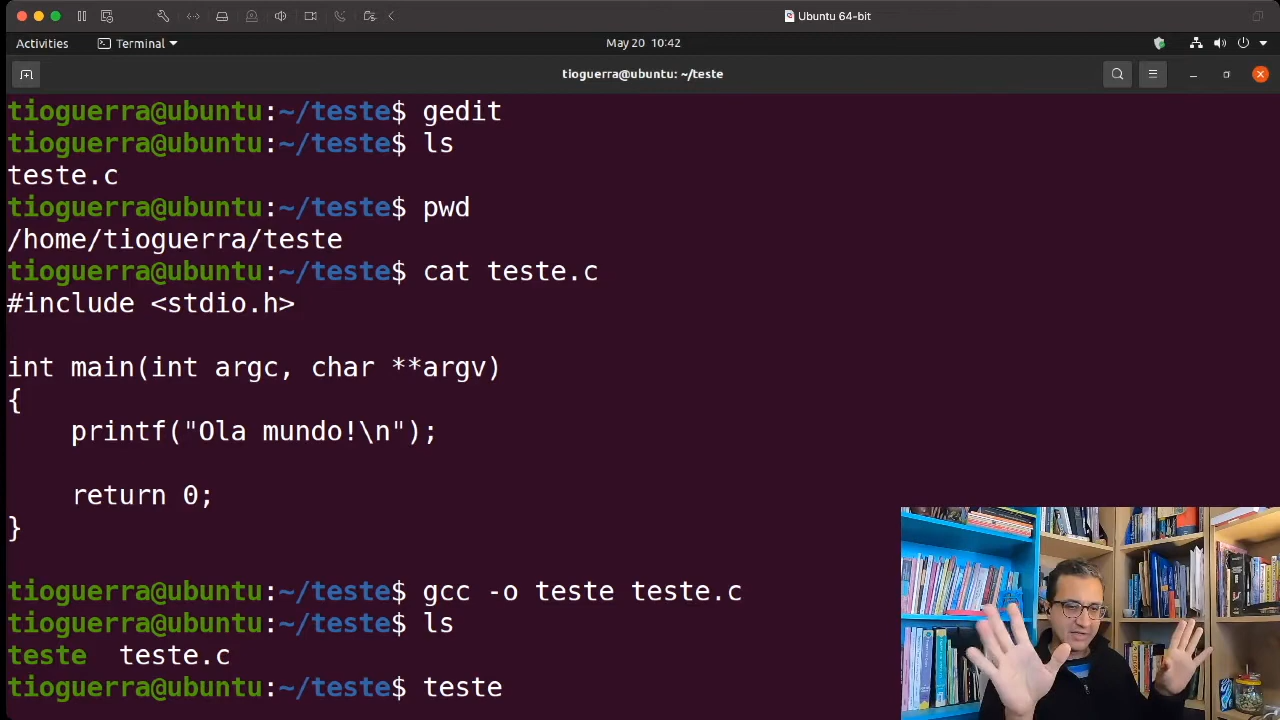 Ubuntu 64-bit
Activities
Terminal
May 20 10:42
tioguerra@ubuntu: ~/teste
tioguerra@ubuntu:~/teste$ gedit
tioguerra@ubuntu:~/teste$ ls
teste.c
tioguerra@ubuntu:~/teste$ pwd
/home/tioguerra/teste
tioguerra@ubuntu:~/teste$ cat teste.c
#include <stdio.h>
int main(int argc, char **argv)
{
    printf("Ola mundo!\n");
    return 0;
}
tioguerra@ubuntu:~/teste$ gcc -o teste teste.c
tioguerra@ubuntu:~/teste$ ls
teste  teste.c
tioguerra@ubuntu:~/teste$ teste